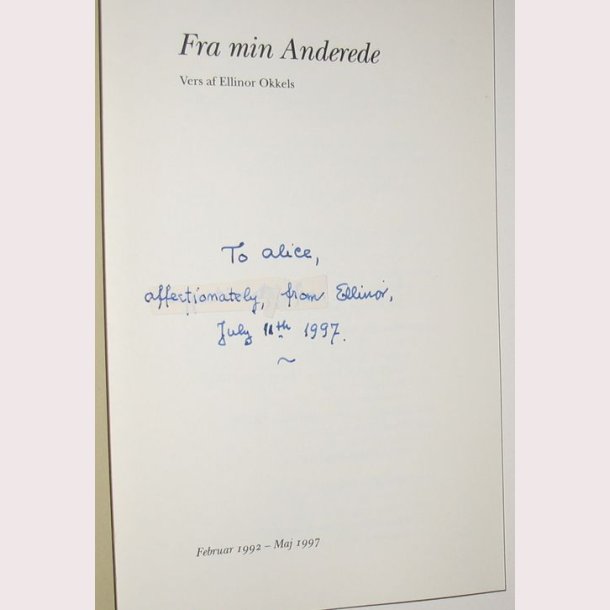 Fra min Anderede
Vers af Ellinor Okkels
To alice,
affectionately, from Ellinor,
July 11th 1997.
~
Februar 1992 – Maj 1997